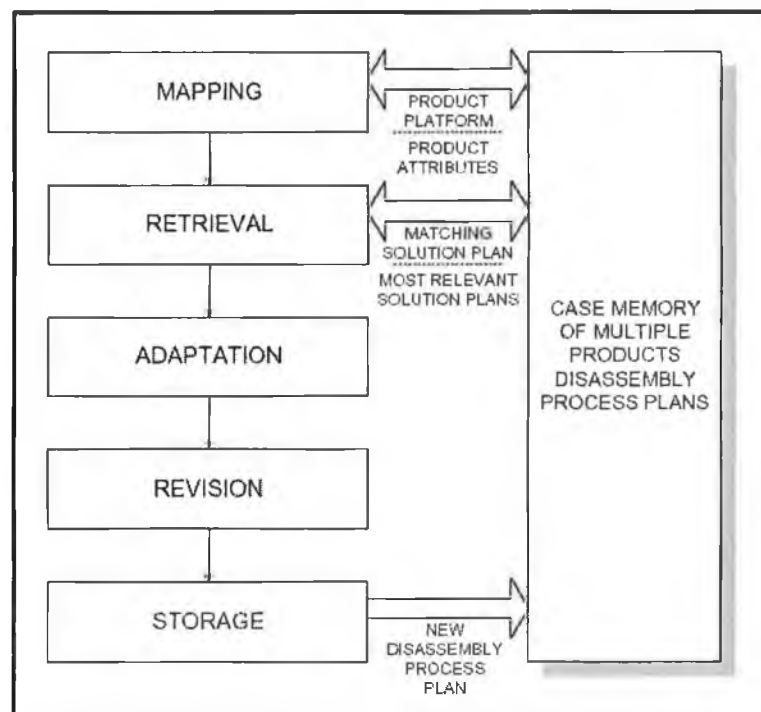 MAPPING
PRODUCT
PLATFORM
PRODUCT
ATTRIBUTES
RETRIEVAL
MATCHING
SOLUTION PLAN
MOST RELEVANT
SOLUTION PLANS
ADAPTATION
REVISION
STORAGE
NEW
DISASSEMBLY
PROCESS
PLAN
CASE MEMORY
OF MULTIPLE
PRODUCTS
DISASSEMBLY
PROCESS PLANS